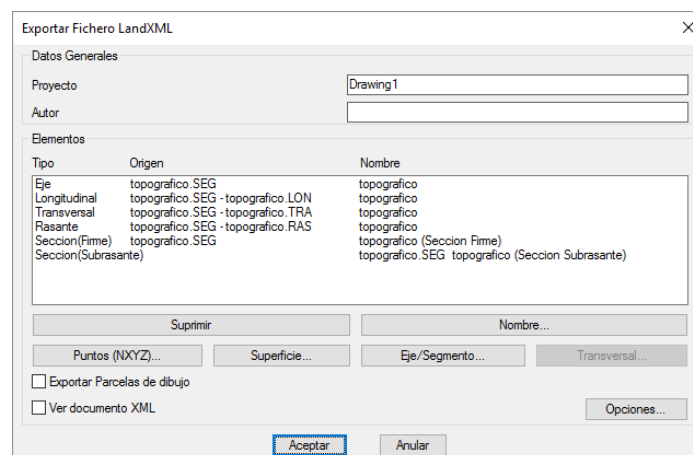 Exportar Fichero LandXML
Datos Generales
Proyecto Drawing1
Autor
Elementos
Tipo Origen Nombre
Eje topografico.SEG topografico
Longitudinal topografico.SEG - topografico.LON topografico
Transversal topografico.SEG - topografico.TRA topografico
Rasante topografico.SEG - topografico.RAS topografico
Seccion(Firme) topografico.SEG topografico (Seccion Firme)
Seccion(Subrasante) topografico.SEG topografico (Seccion Subrasante)
Suprimir Nombre...
Puntos (NXYZ)... Superficie... Eje/Segmento... Transversal...
Exportar Parcelas de dibujo
Ver documento XML Opciones...
Aceptar Anular